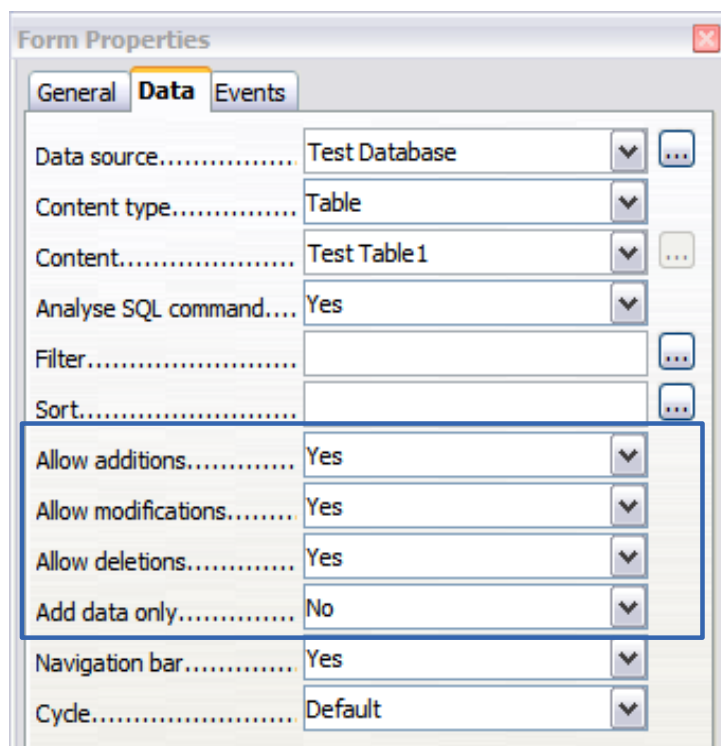 Form Properties
General Data Events
Data source................ Test Database ...
Content type............... Table
Content..................... Test Table1 ...
Analyse SQL command.... Yes
Filter......................... ...
Sort.......................... ...
Allow additions............. Yes
Allow modifications........ Yes
Allow deletions............. Yes
Add data only.............. No
Navigation bar.............. Yes
Cycle......................... Default